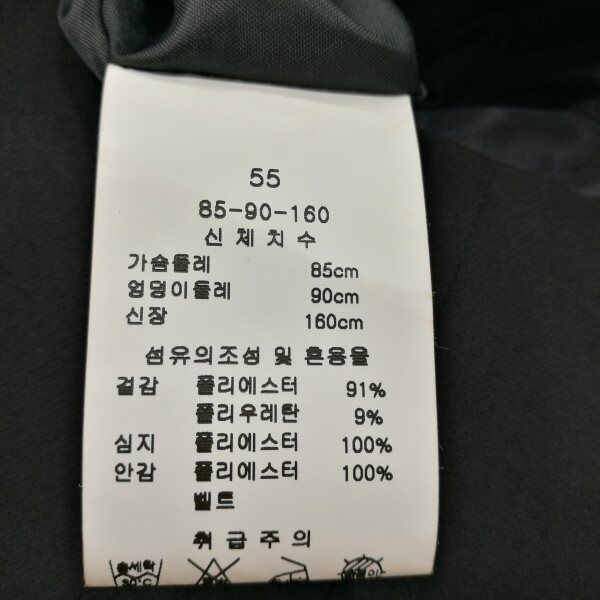 55
85-90-160
신체치수
가슴둘레 85cm
엉덩이둘레 90cm
신장 160cm
섬유의조성 및 혼용율
겉감 폴리에스터 91%
폴리우레탄 9%
심지 폴리에스터 100%
안감 폴리에스터 100%
벨트
취급주의